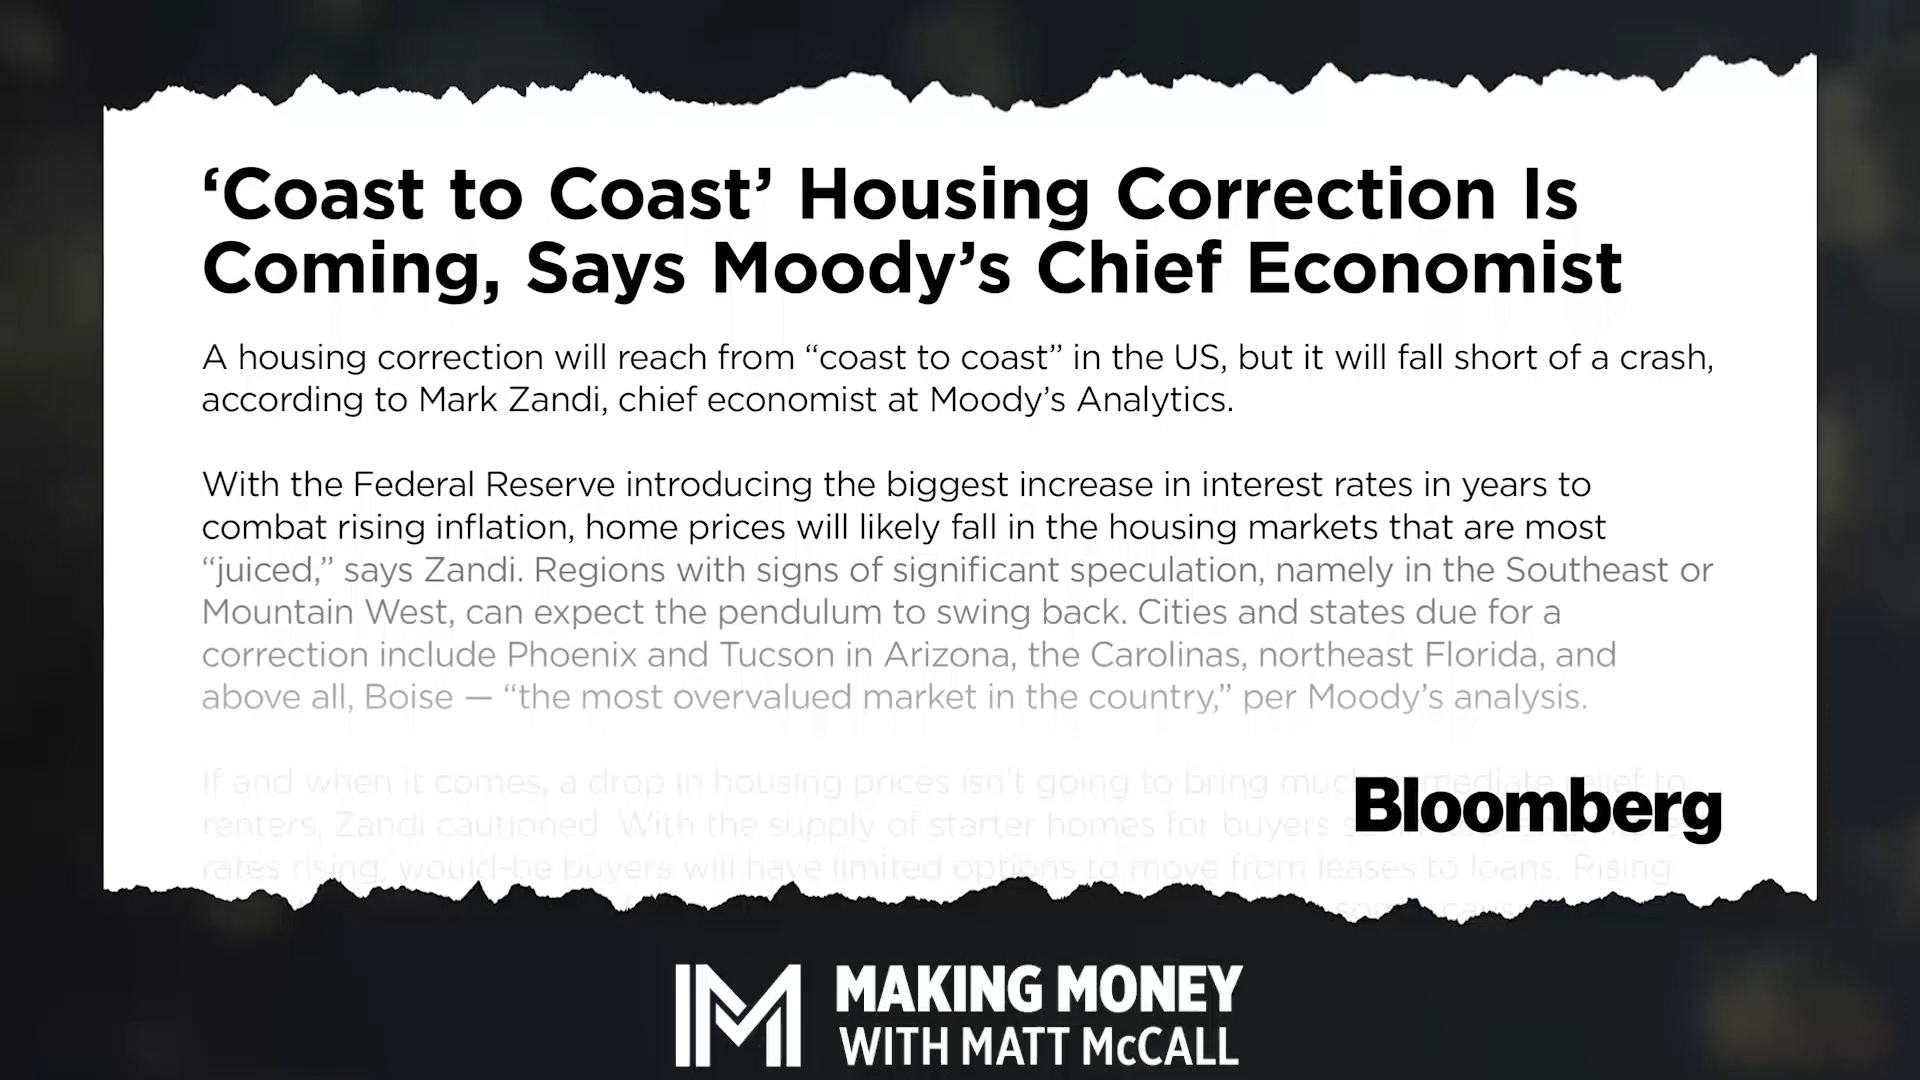 ‘Coast to Coast’ Housing Correction Is
Coming, Says Moody’s Chief Economist
A housing correction will reach from “coast to coast” in the US, but it will fall short of a crash,
according to Mark Zandi, chief economist at Moody’s Analytics.
With the Federal Reserve introducing the biggest increase in interest rates in years to
combat rising inflation, home prices will likely fall in the housing markets that are most
“juiced,” says Zandi. Regions with signs of significant speculation, namely in the Southeast or
Mountain West, can expect the pendulum to swing back. Cities and states due for a
correction include Phoenix and Tucson in Arizona, the Carolinas, northeast Florida, and
above all, Boise — “the most overvalued market in the country,” per Moody’s analysis.
If and when it comes, a drop in housing prices isn't going to bring much immediate relief to
renters, Zandi cautioned. With the supply of starter homes for buyers
Bloomberg
rates rising, would-be buyers will have limited options to move from leases to loans. Rising
MAKING MONEY
WITH MATT McCALL